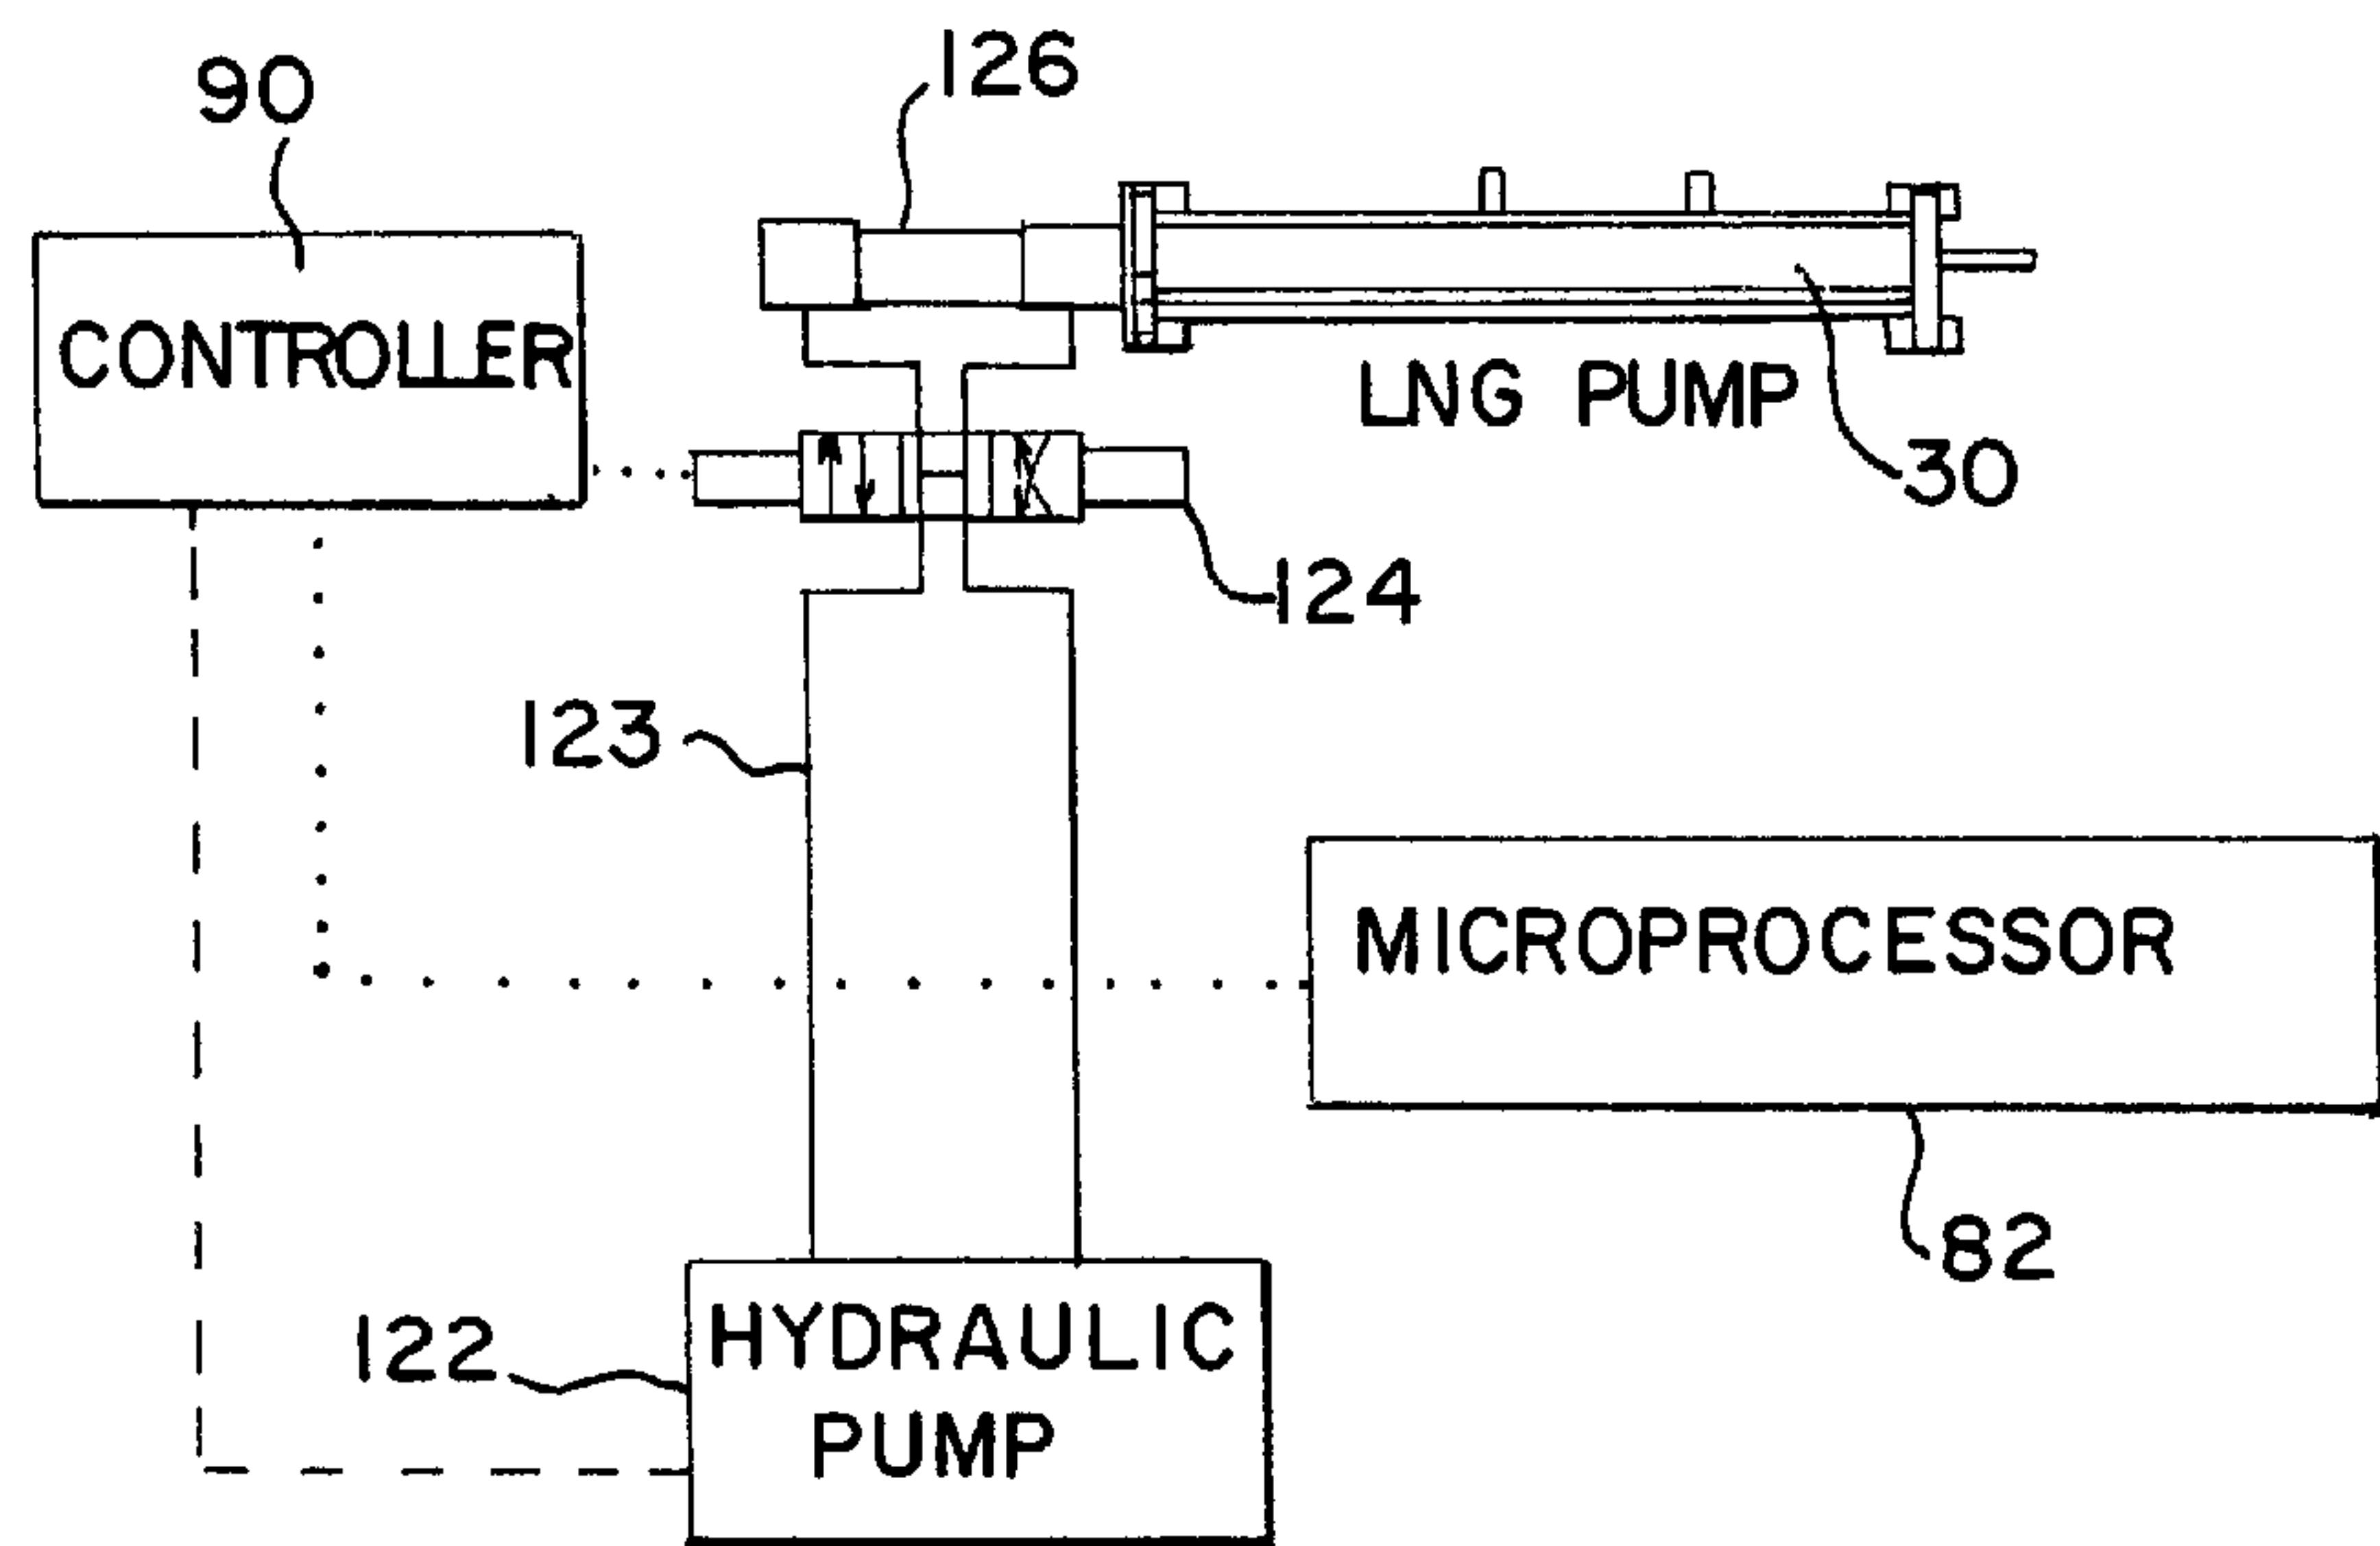 126
90
CONTROLLER
LNG PUMP
30
124
123
MICROPROCESSOR
82
122
HYDRAULIC
PUMP